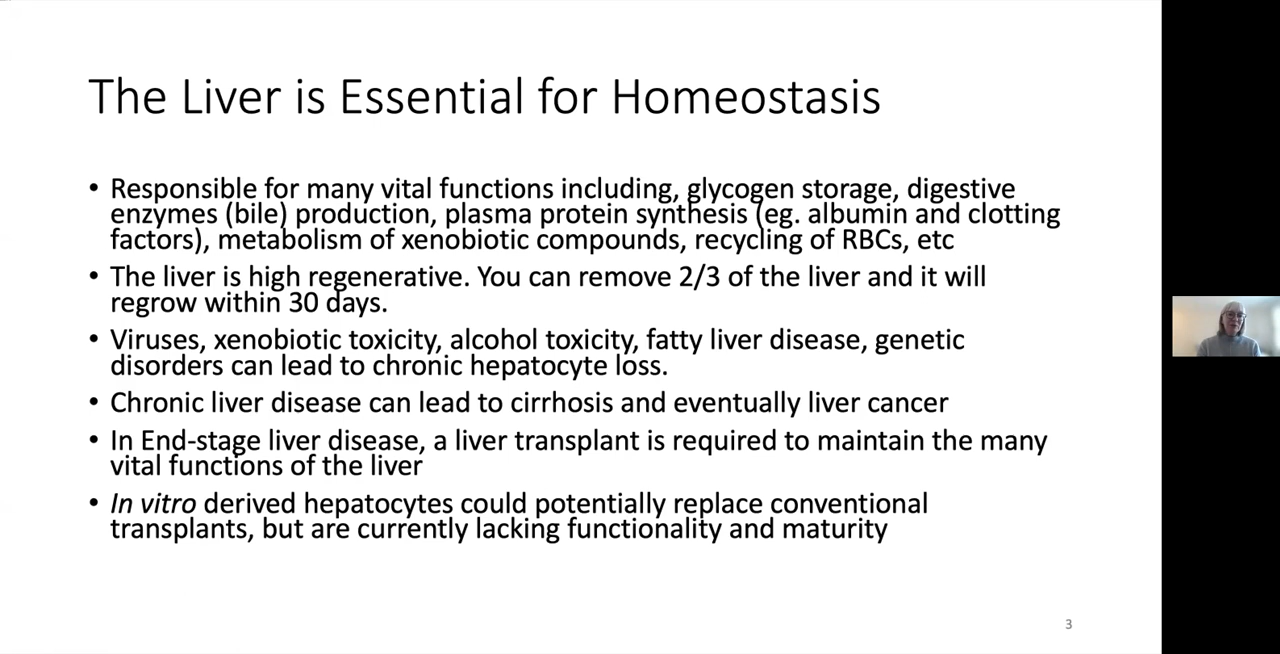 The Liver is Essential for Homeostasis
• Responsible for many vital functions including, glycogen storage, digestive
enzymes (bile) production, plasma protein synthesis (eg. albumin and clotting
factors), metabolism of xenobiotic compounds, recycling of RBCs, etc
• The liver is high regenerative. You can remove 2/3 of the liver and it will
regrow within 30 days.
• Viruses, xenobiotic toxicity, alcohol toxicity, fatty liver disease, genetic
disorders can lead to chronic hepatocyte loss.
• Chronic liver disease can lead to cirrhosis and eventually liver cancer
• In End-stage liver disease, a liver transplant is required to maintain the many
vital functions of the liver
• In vitro derived hepatocytes could potentially replace conventional
transplants, but are currently lacking functionality and maturity
3